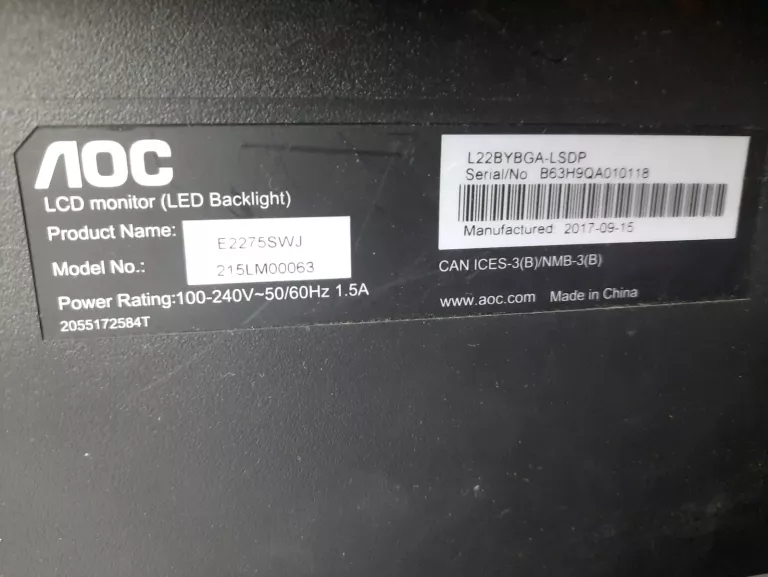 AOC
LCD monitor (LED Backlight)
Product Name: E2275SWJ
Model No.: 215LM00063
Power Rating:100-240V~50/60Hz 1.5A
2055172584T
L22BYBGA-LSDP
Serial/No B63H9QA010118
Manufactured 2017-09-15
CAN ICES-3(B)/NMB-3(B)
www.aoc.com Made in China